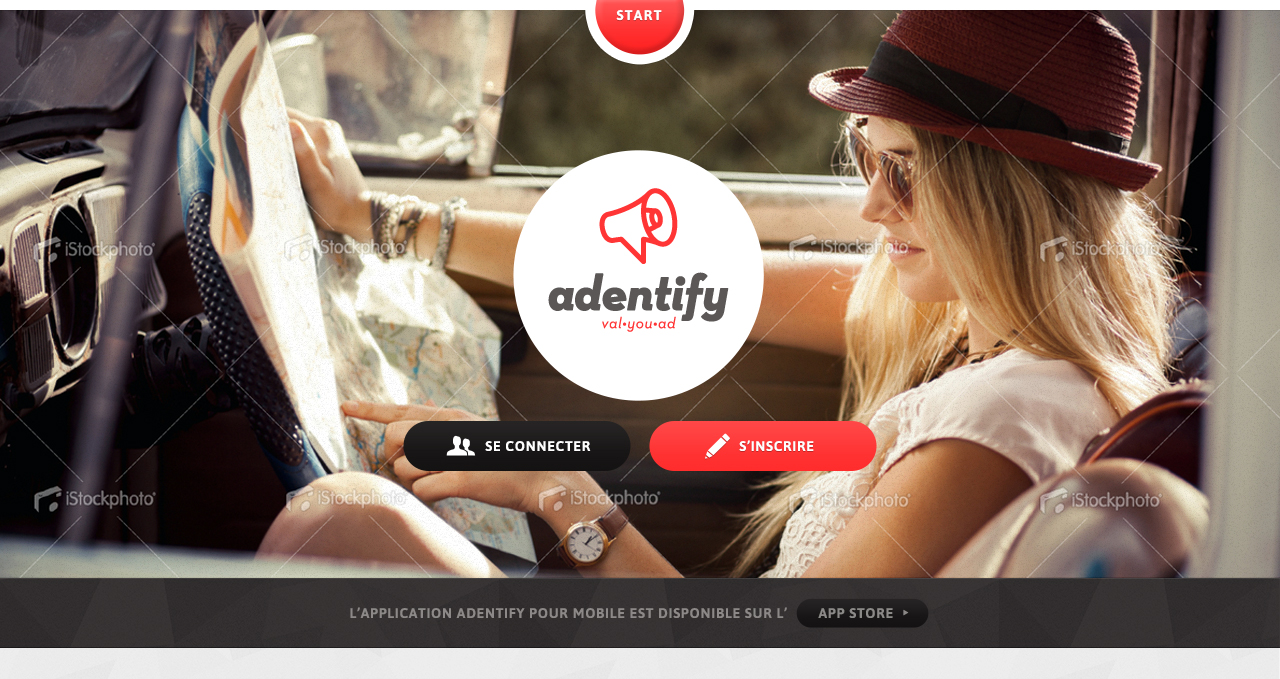 START
iStockphoto
iStockphoto
iStockphoto
iStockphoto
adentify
val•you•ad
SE CONNECTER
S’INSCRIRE
iStockphoto
iStockphoto
iStockphoto
iStockphoto
iStockphoto
L’APPLICATION ADENTIFY POUR MOBILE EST DISPONIBLE SUR L’ APP STORE